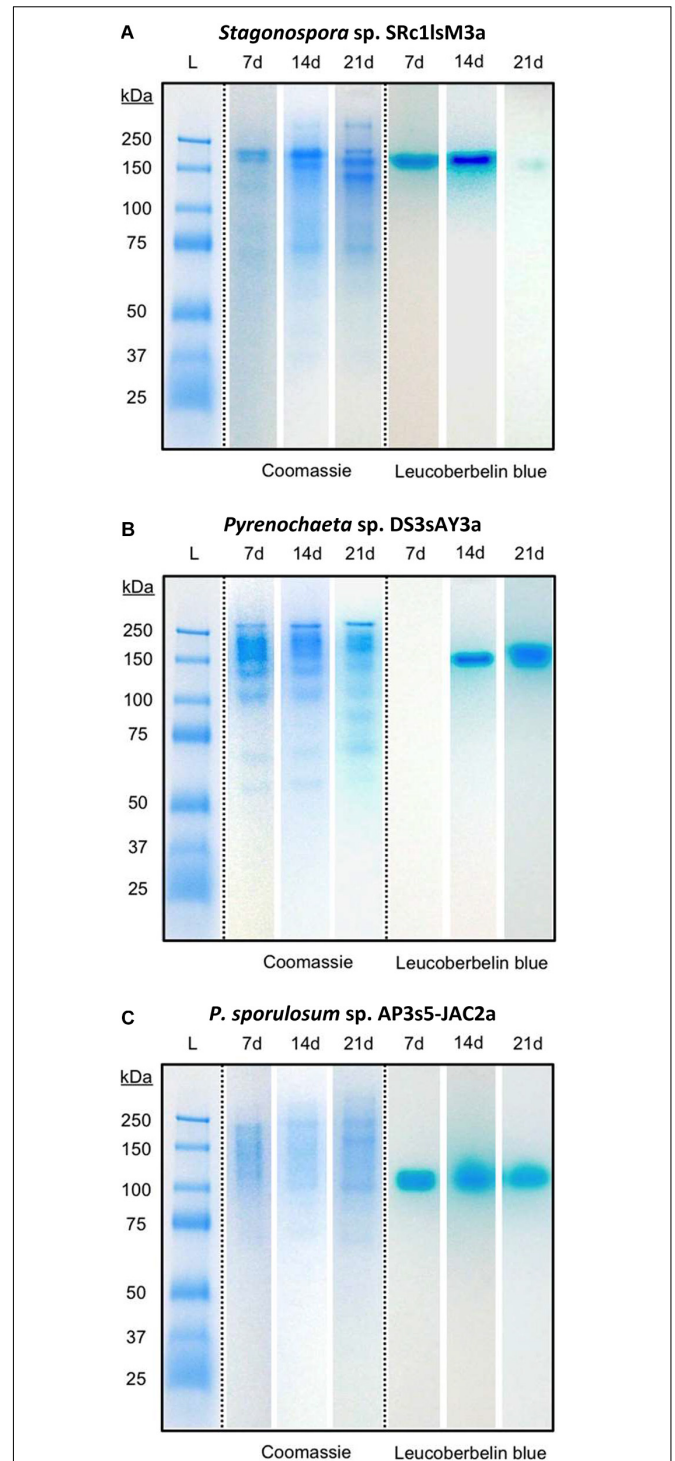 A
Stagonospora sp. SRc1lsM3a
L 7d 14d 21d 7d 14d 21d
kDa
250
150
100
75
50
37
25
Coomassie Leucoberbelin blue
B
Pyrenochaeta sp. DS3sAY3a
L 7d 14d 21d 7d 14d 21d
kDa
250
150
100
75
50
37
25
Coomassie Leucoberbelin blue
C
P. sporulosum sp. AP3s5-JAC2a
L 7d 14d 21d 7d 14d 21d
kDa
250
150
100
75
50
37
25
Coomassie Leucoberbelin blue